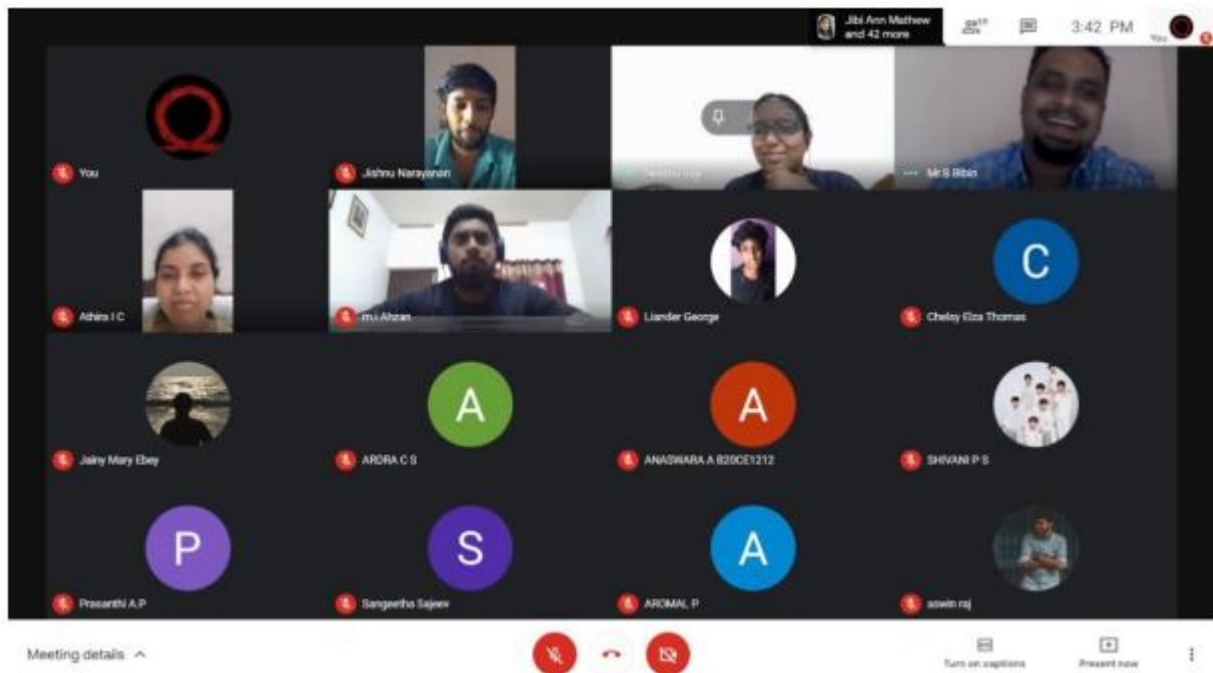 Jibi Ann Mathew
and 42 more
3:42 PM
You
You
Jishnu Narayanan
Mr.S Bibin
Athira I C
m.i Ahzan
Liander George
C
Chelsy Elza Thomas
Jainy Mary Ebey
A
ARDRA C S
A
ANASWARA A B20CE1212
SHIVANI P S
P
Prasanthi A.P
S
Sangeetha Sajeev
A
AROMAL P
aswin raj
Meeting details
Turn on captions
Present now